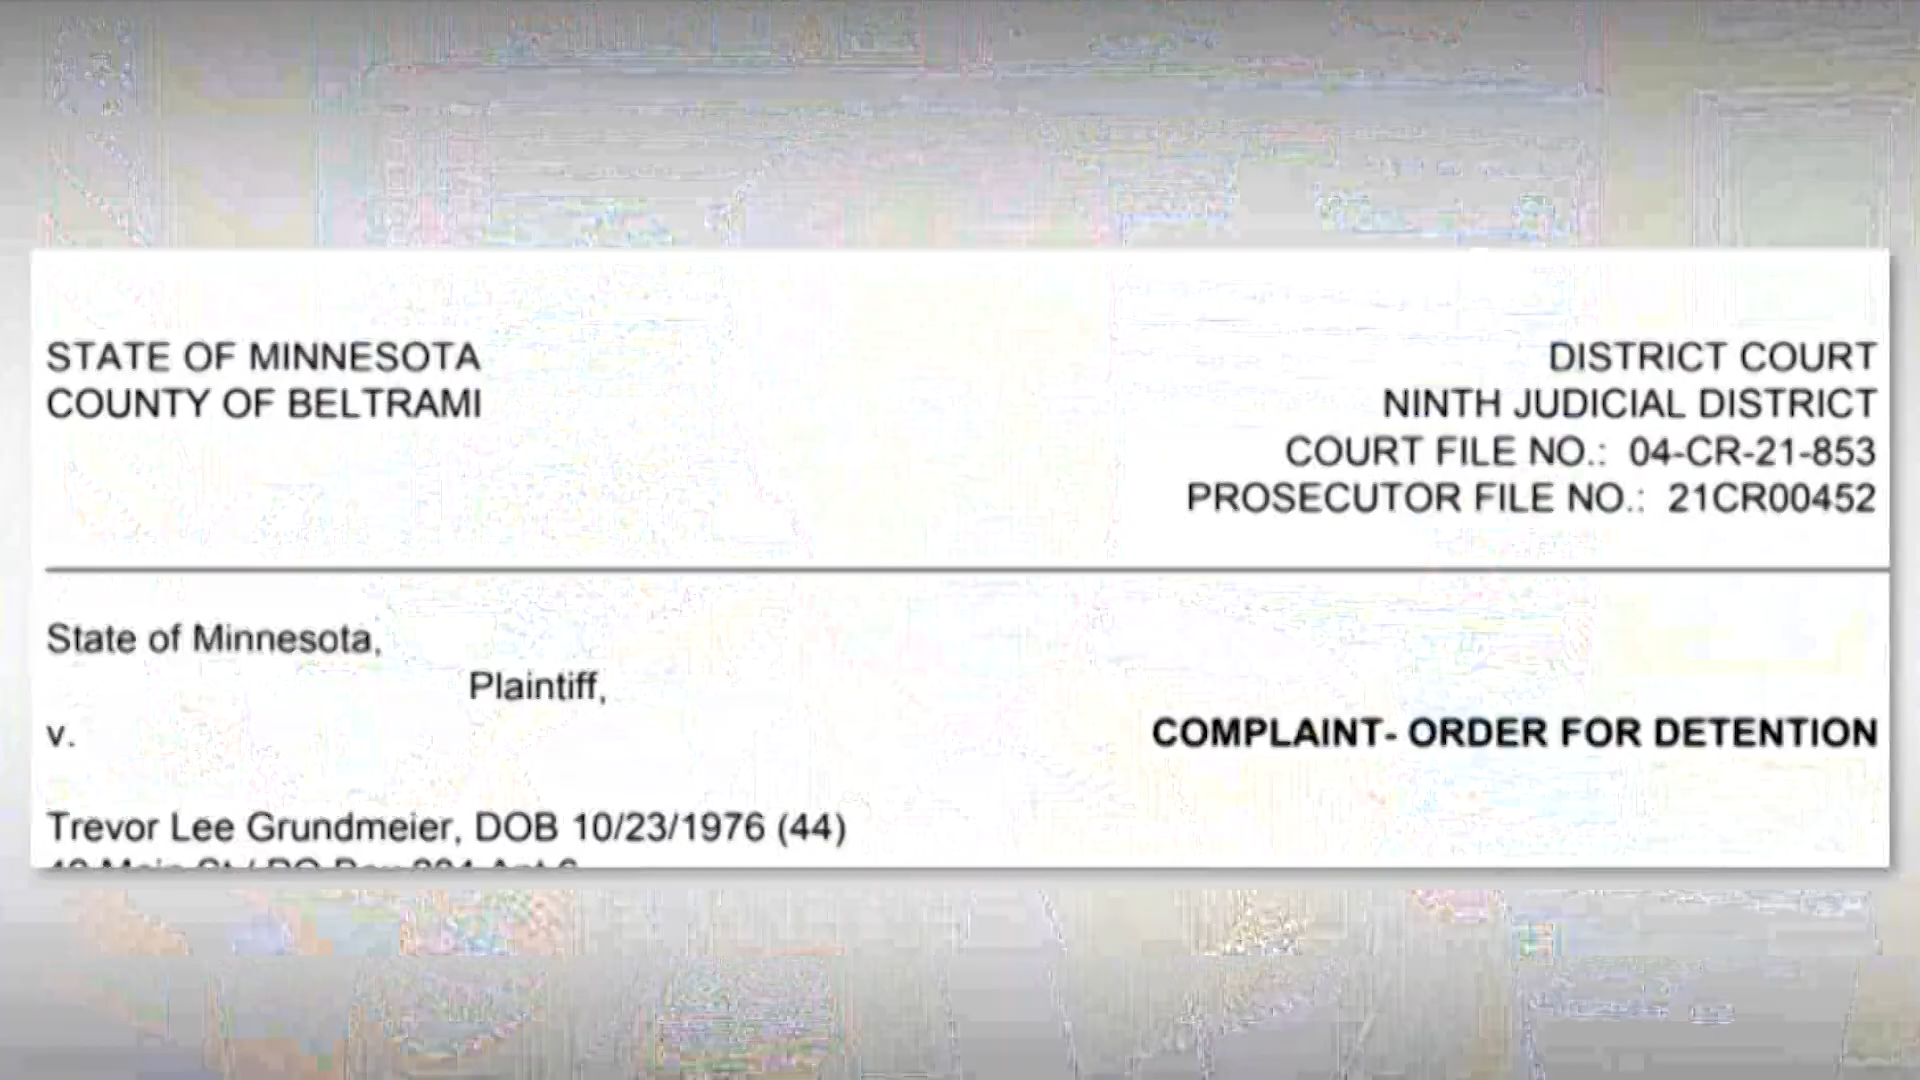 STATE OF MINNESOTA
COUNTY OF BELTRAMI
DISTRICT COURT
NINTH JUDICIAL DISTRICT
COURT FILE NO.: 04-CR-21-853
PROSECUTOR FILE NO.: 21CR00452
State of Minnesota,
Plaintiff,
v.
COMPLAINT- ORDER FOR DETENTION
Trevor Lee Grundmeier, DOB 10/23/1976 (44)